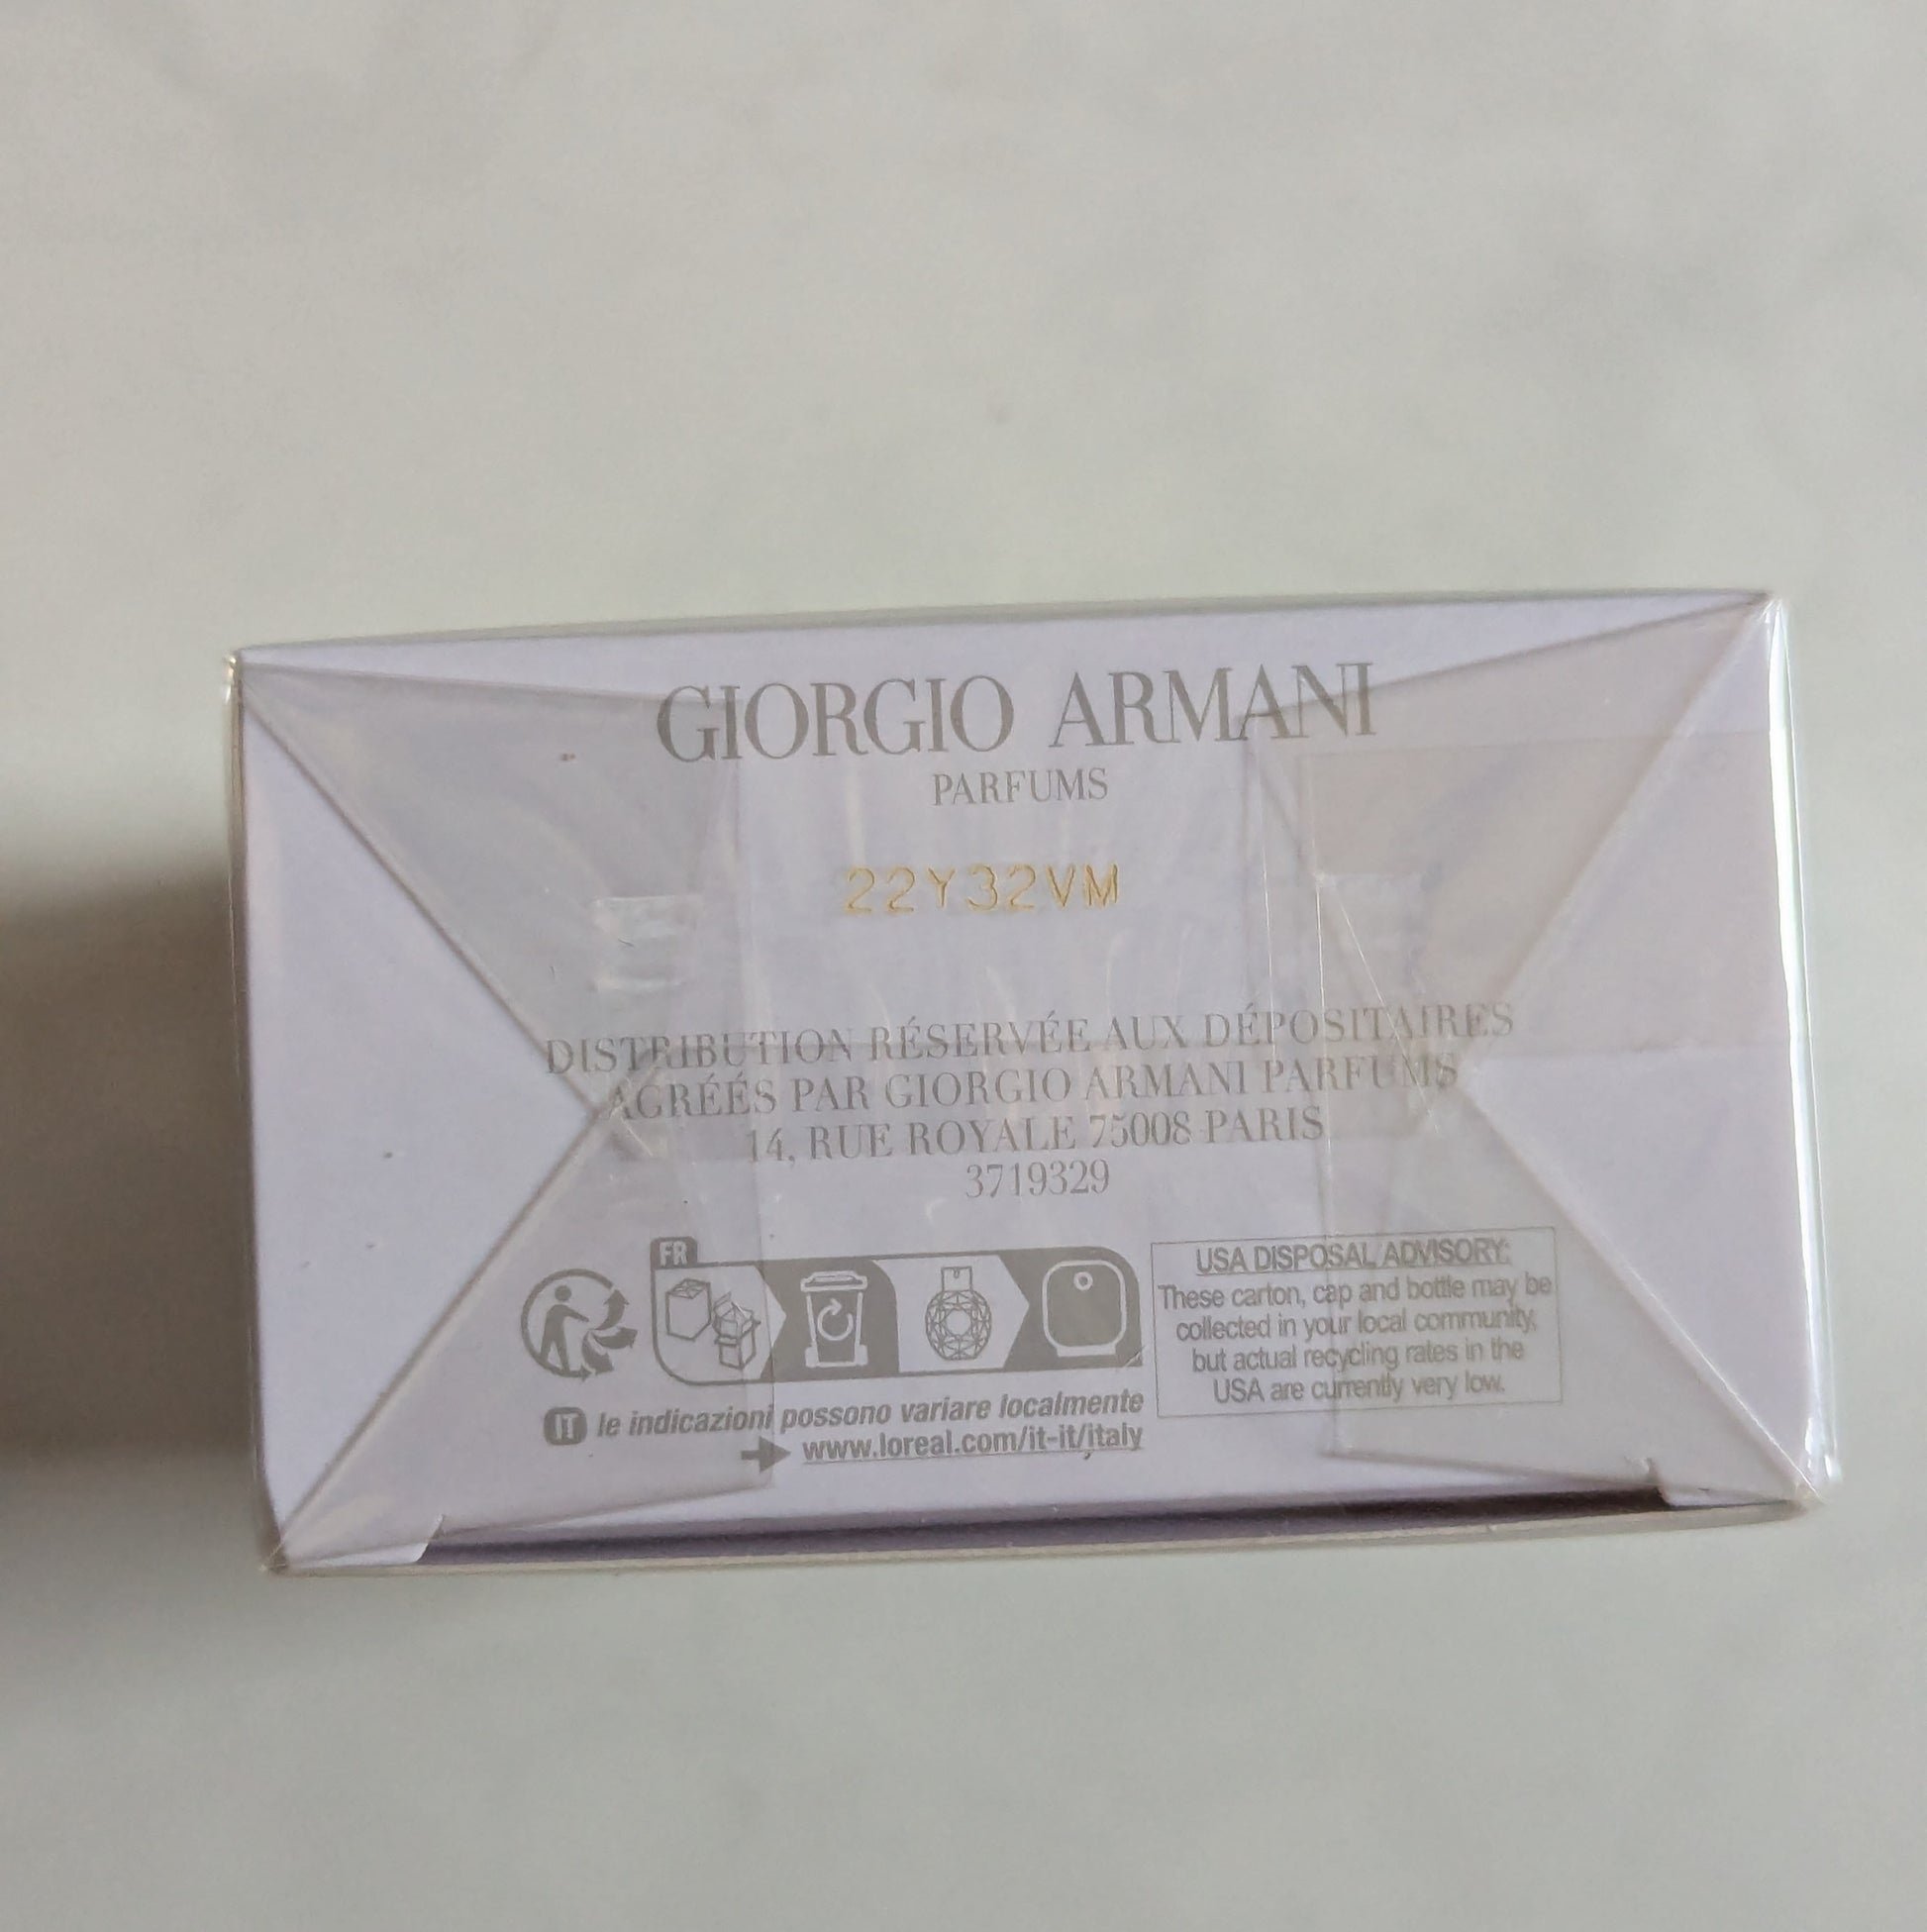 GIORGIO ARMANI
PARFUMS
22Y32VM
DISTRIBUTION RÉSERVÉE AUX DÉPOSITAIRES
AGRÉÉS PAR GIORGIO ARMANI PARFUMS
14, RUE ROYALE 75008 PARIS
3719329
FR
IT le indicazioni possono variare localmente
www.loreal.com/it-it/italy
USA DISPOSAL ADVISORY:
These carton, cap and bottle may be
collected in your local community,
but actual recycling rates in the
USA are currently very low.